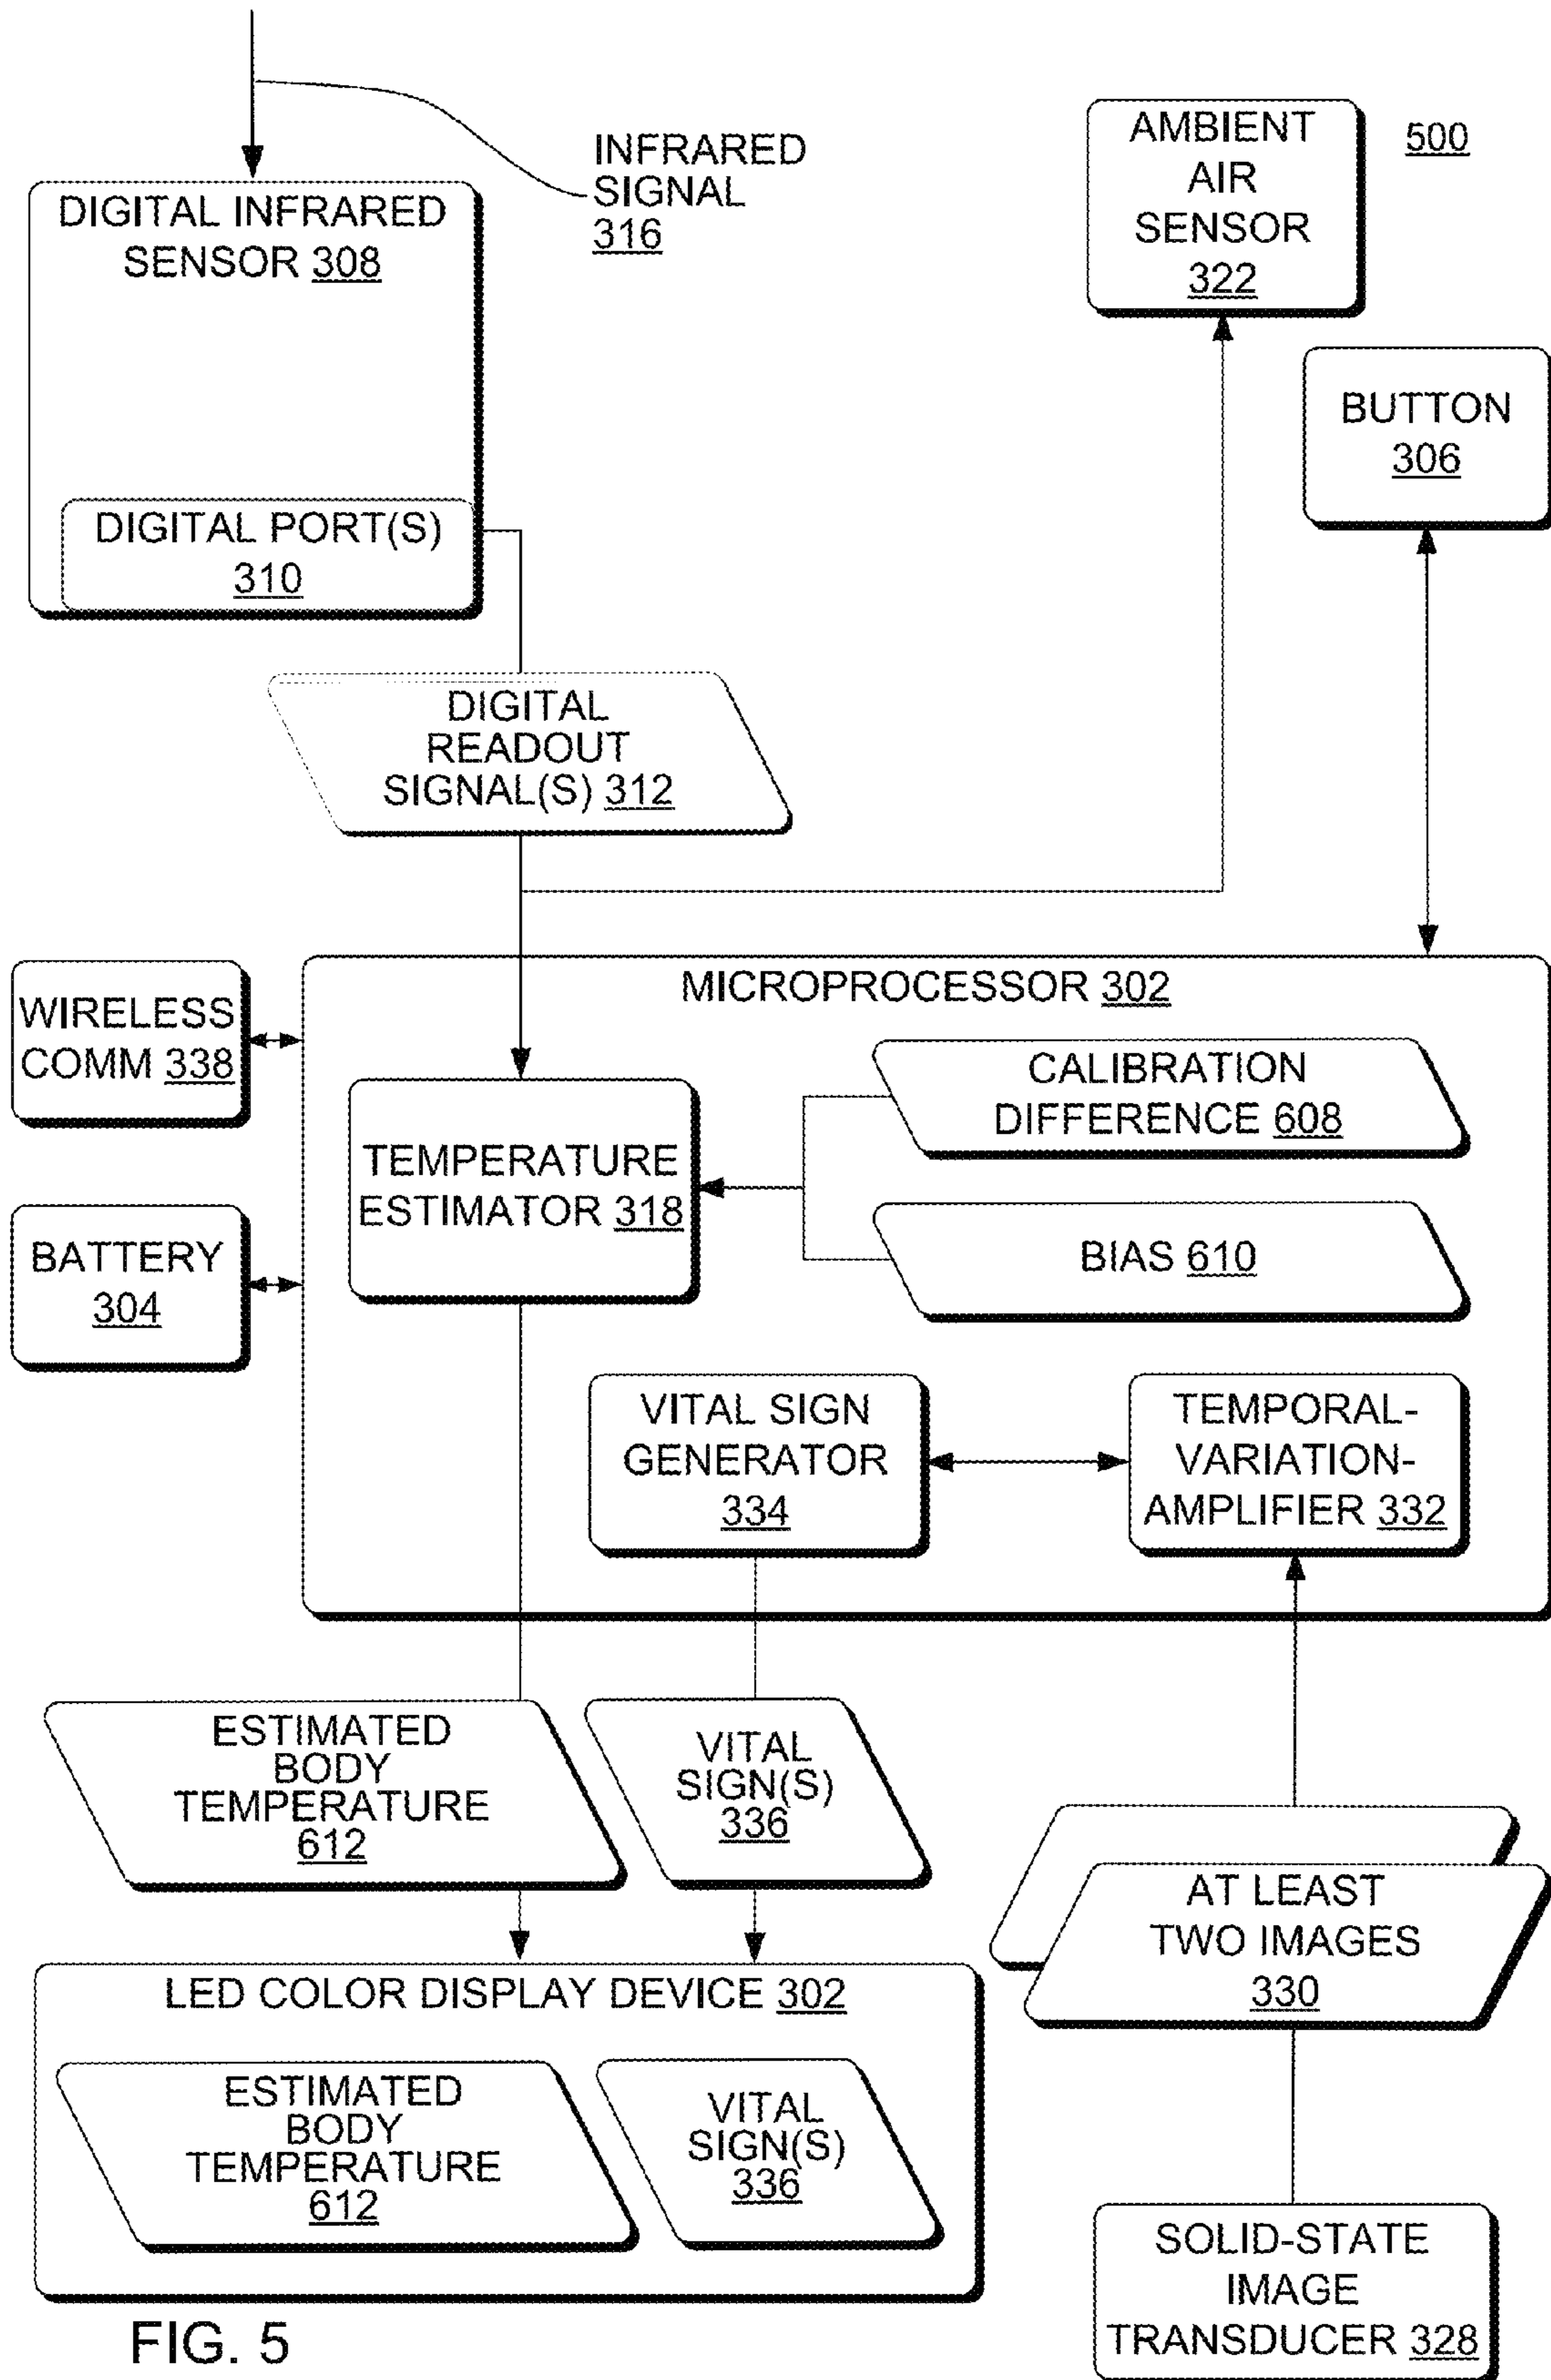 INFRARED
SIGNAL
316
AMBIENT
AIR
SENSOR
322
500
DIGITAL INFRARED
SENSOR 308
BUTTON
306
DIGITAL PORT(S)
310
DIGITAL
READOUT
SIGNAL(S) 312
MICROPROCESSOR 302
WIRELESS
COMM 338
CALIBRATION
DIFFERENCE 608
TEMPERATURE
ESTIMATOR 318
BATTERY
304
BIAS 610
VITAL SIGN
GENERATOR
334
TEMPORAL-
VARIATION-
AMPLIFIER 332
ESTIMATED
BODY
TEMPERATURE
612
VITAL
SIGN(S)
336
AT LEAST
TWO IMAGES
330
LED COLOR DISPLAY DEVICE 302
ESTIMATED
BODY
TEMPERATURE
612
VITAL
SIGN(S)
336
SOLID-STATE
IMAGE
TRANSDUCER 328
FIG. 5